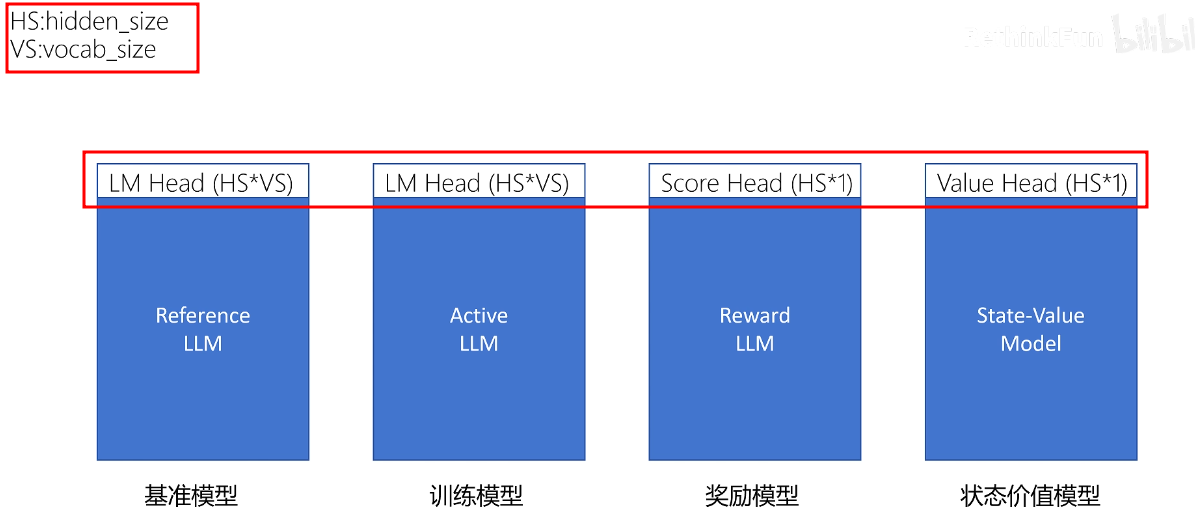 HS:hidden_size
VS:vocab_size
RethinkFun bilibili
LM Head (HS*VS)
LM Head (HS*VS)
Score Head (HS*1)
Value Head (HS*1)
Reference
LLM
Active
LLM
Reward
LLM
State-Value
Model
基准模型
训练模型
奖励模型
状态价值模型